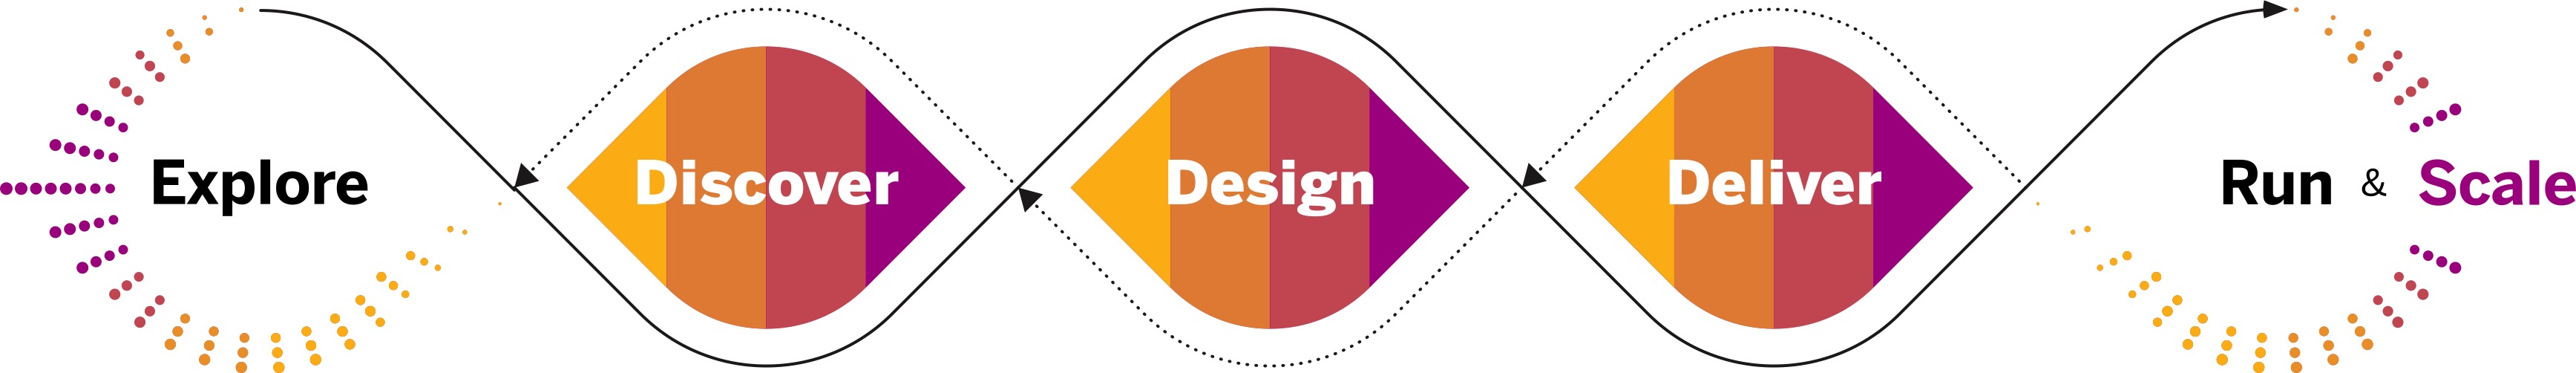 Explore
Discover
Design
Deliver
Run & Scale